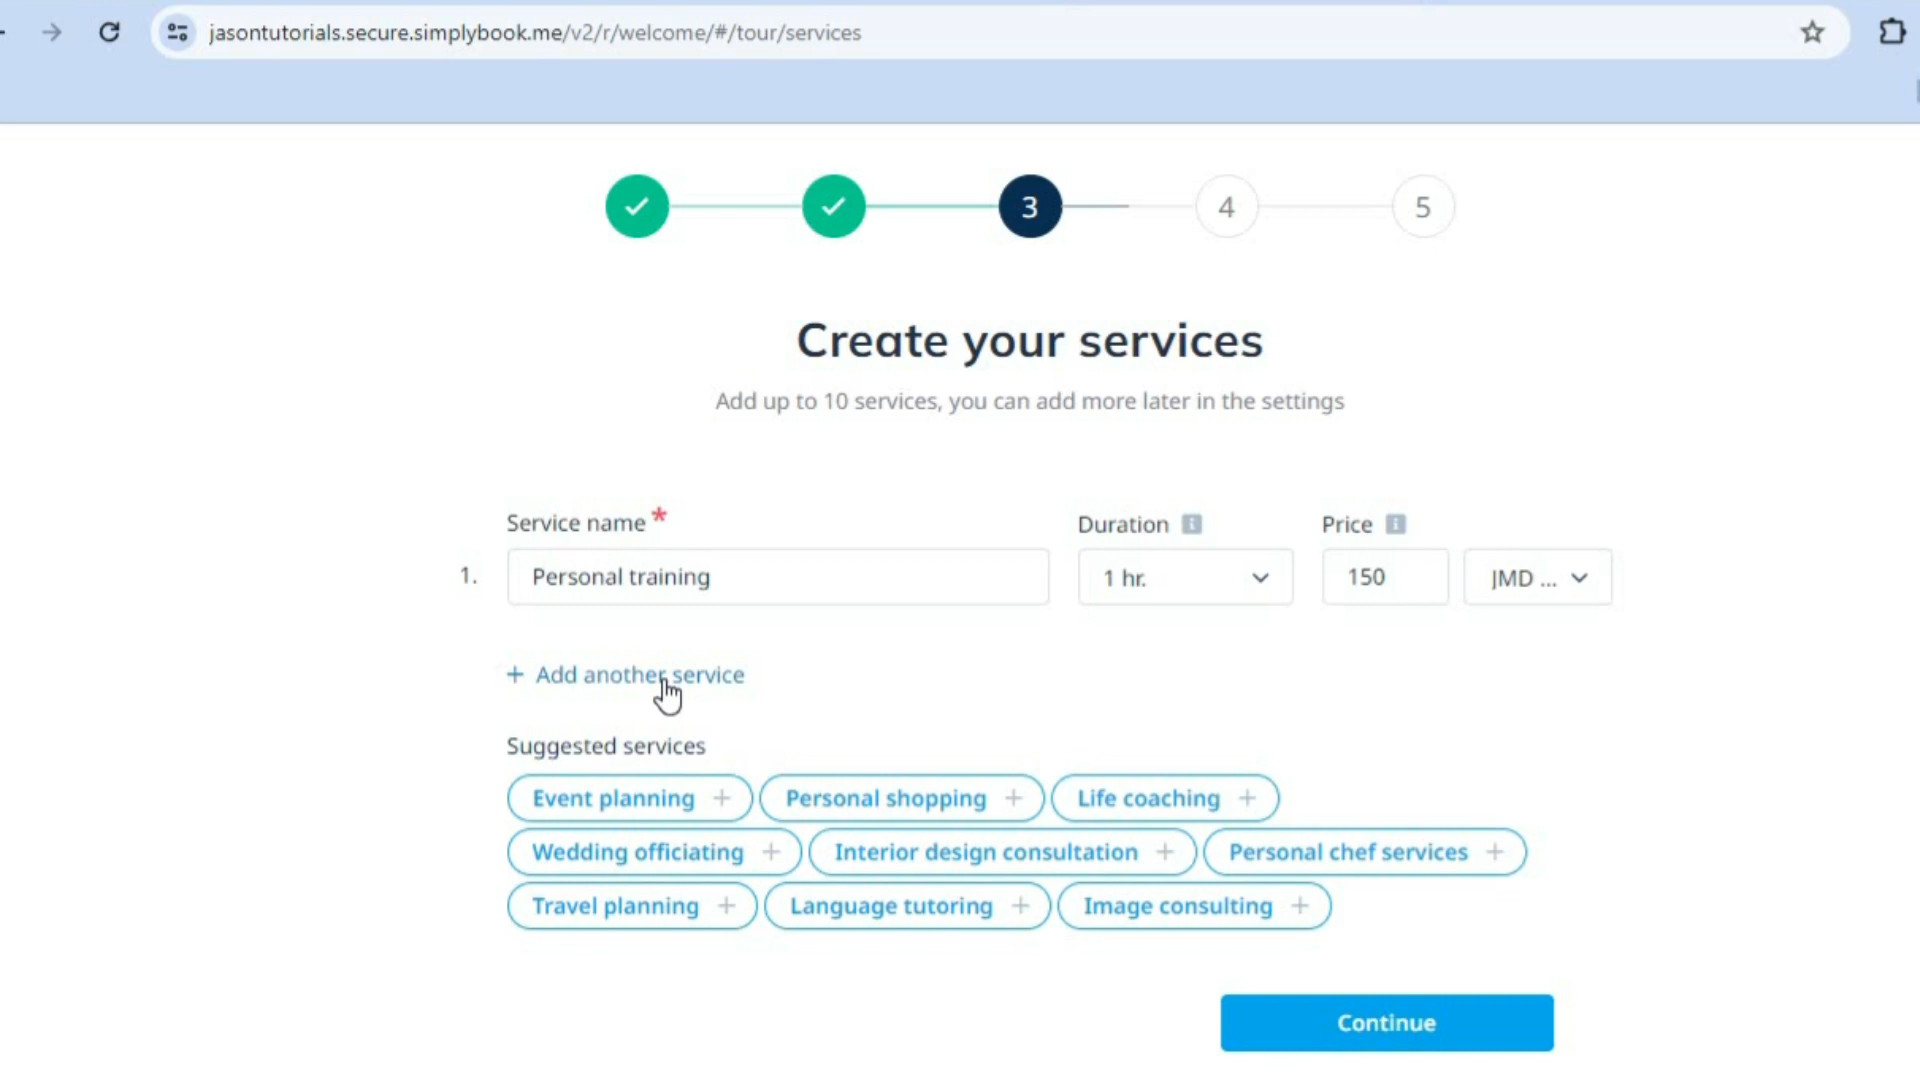 jasontutorials.secure.simplybook.me/v2/r/welcome/#/tour/services
3 4 5
Create your services
Add up to 10 services, you can add more later in the settings
Service name * Duration i Price i
1. Personal training 1 hr. 150 JMD ...
+ Add another service
Suggested services
Event planning + Personal shopping + Life coaching +
Wedding officiating + Interior design consultation + Personal chef services +
Travel planning + Language tutoring + Image consulting +
Continue